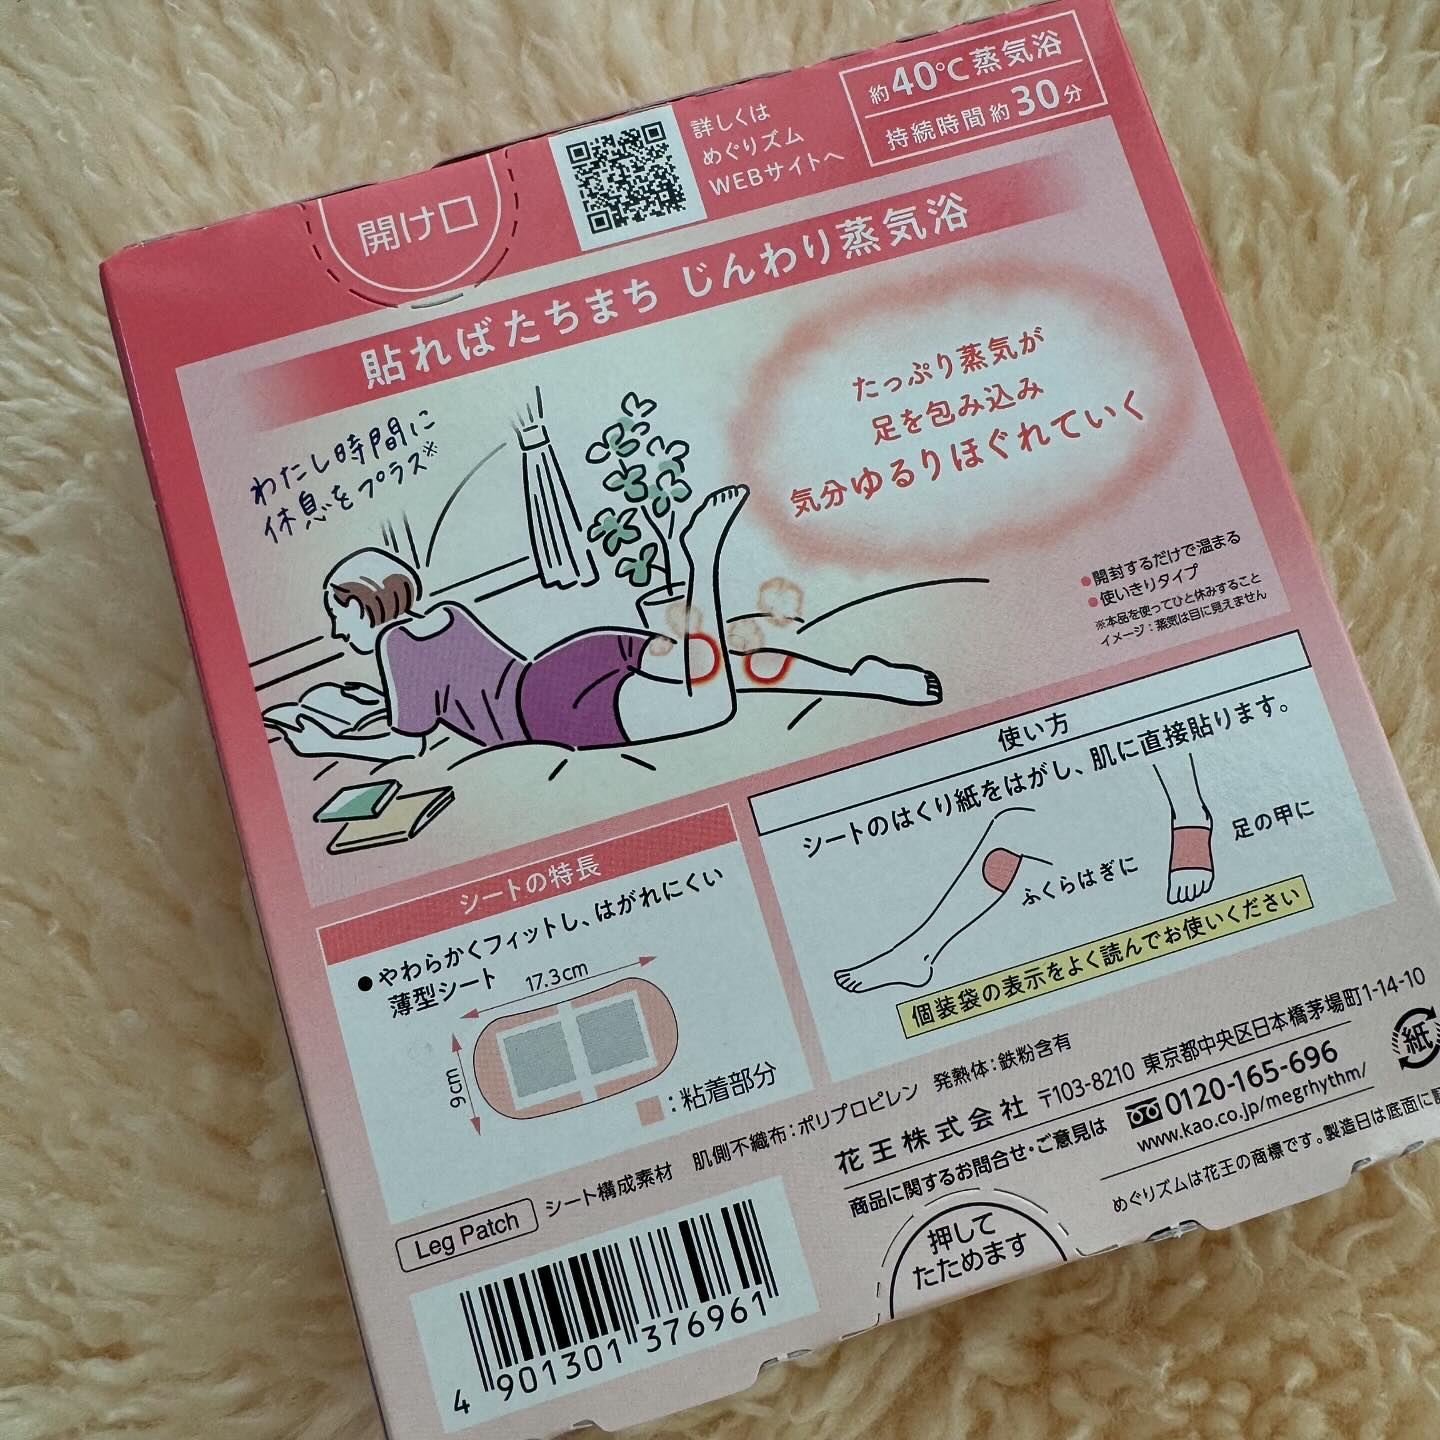 約40℃蒸気浴
持続時間約30分
詳しくは
めぐりズム
WEBサイトへ
開け口
貼ればたちまち じんわり蒸気浴
わたし時間に
休息をプラス※
たっぷり蒸気が
足を包み込み
気分ゆるりほぐれていく
●開封するだけで温まる
●使いきりタイプ
※本品を使ってひと休みすること
イメージ:蒸気は目に見えません
使い方
シートのはくり紙をはがし、肌に直接貼ります。
ふくらはぎに
足の甲に
個装袋の表示をよく読んでお使いください
シートの特長
●やわらかくフィットし、はがれにくい
薄型シート
17.3cm
9cm
:粘着部分
Leg Patch
シート構成素材 肌側不織布:ポリプロピレン 発熱体:鉄粉含有
花王株式会社 〒103-8210 東京都中央区日本橋茅場町1-14-10
商品に関するお問合せ・ご意見は
0120-165-696
www.kao.co.jp/megrhythm/
めぐりズムは花王の商標です。製造日は底面に
紙
押して
たためます
4 901301 376961